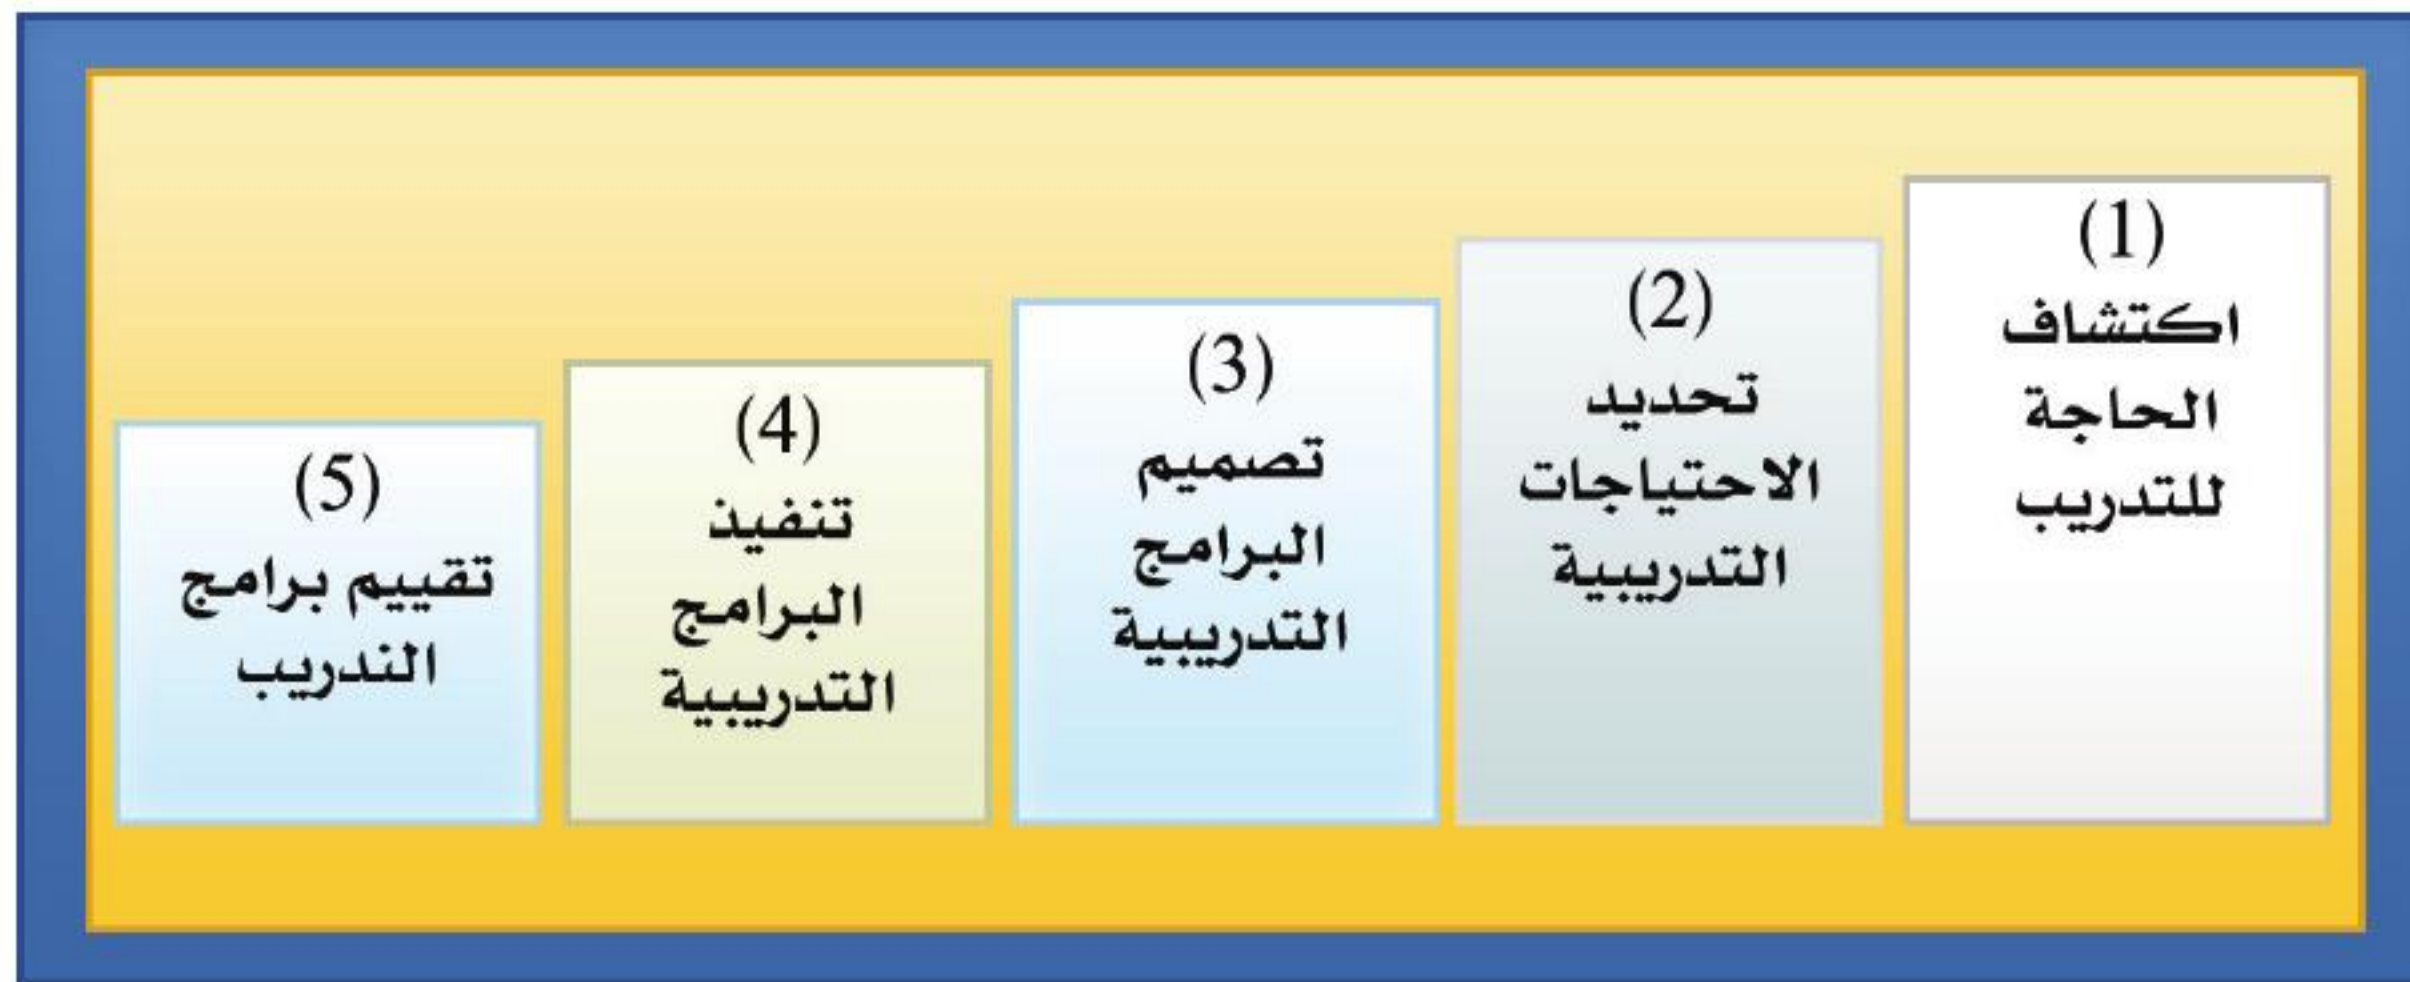 (1)
اكتشاف
الحاجة
للتدريب
(2)
تحديد
الاحتياجات
التدريبية
(3)
تصميم
البرامج
التدريبية
(4)
تنفيذ
البرامج
التدريبية
(5)
تقييم برامج
الندريب